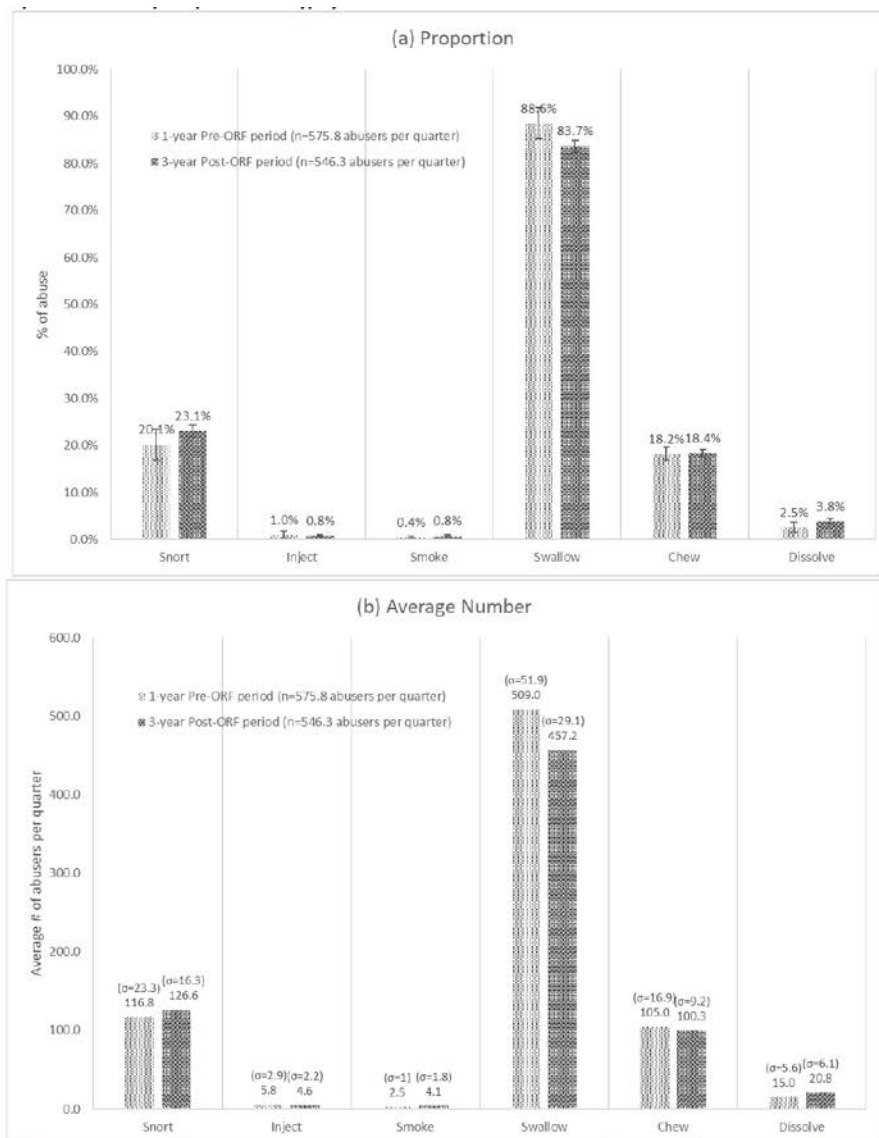 (a) Proportion
100.0%
90.0%
80.0%
70.0%
60.0%
50.0%
40.0%
30.0%
20.0%
10.0%
0.0%
% of abuse
1-year Pre-ORF period (n=575.8 abusers per quarter)
3-year Post-ORF period (n=546.3 abusers per quarter)
20.1% 23.1%
1.0% 0.8%
0.4% 0.8%
88.6% 83.7%
18.2% 18.4%
2.5% 3.8%
Snort Inject Smoke Swallow Chew Dissolve
(b) Average Number
600.0
500.0
400.0
300.0
200.0
100.0
0.0
Average # of abusers per quarter
1-year Pre-ORF period (n=575.8 abusers per quarter)
3-year Post-ORF period (n=546.3 abusers per quarter)
(σ=23.3) (σ=16.3)
116.8 126.6
(σ=2.9) (σ=2.2)
5.8 4.6
(σ=1) (σ=1.8)
2.5 4.1
(σ=51.9)
509.0
(σ=29.1)
457.2
(σ=16.9) (σ=9.2)
105.0 100.3
(σ=5.6) (σ=6.1)
15.0 20.8
Snort Inject Smoke Swallow Chew Dissolve